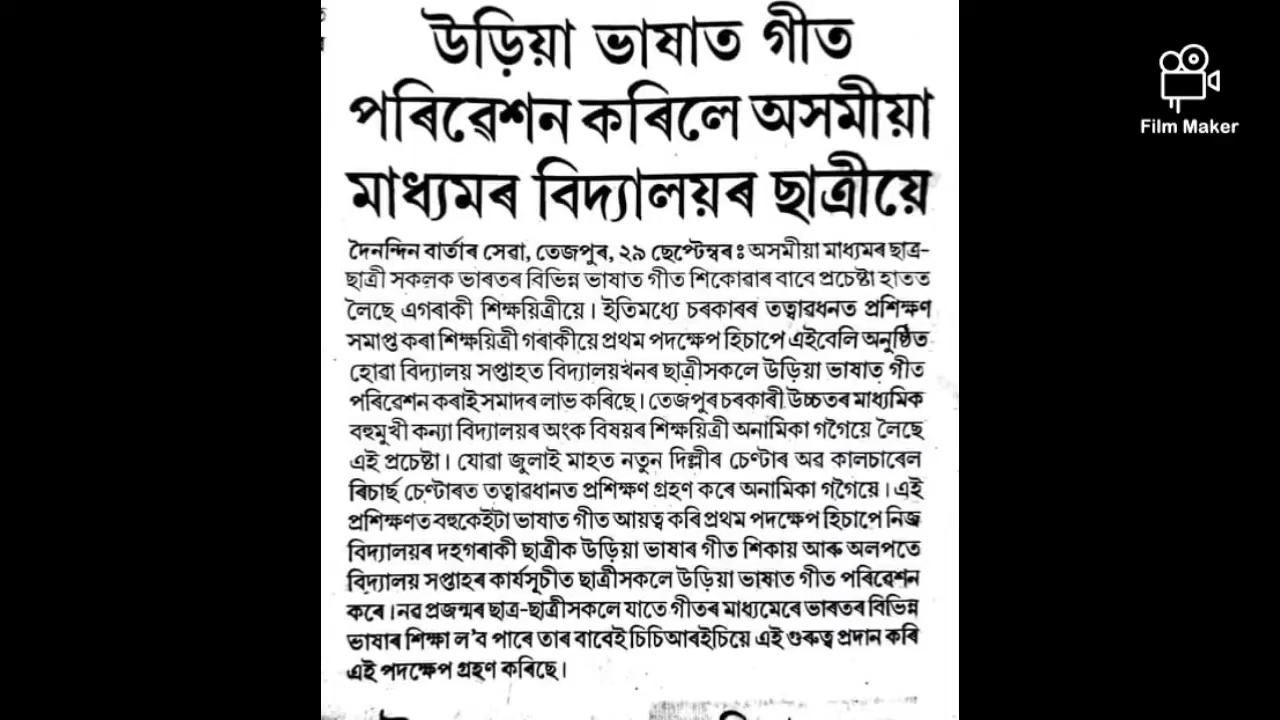 উড়িয়া ভাষাত গীত
পৰিৱেশন কৰিলে অসমীয়া
মাধ্যমৰ বিদ্যালয়ৰ ছাত্ৰীয়ে
দৈনন্দিন বাৰ্তাৰ সেৱা, তেজপুৰ, ২৯ ছেপ্টেম্বৰঃ অসমীয়া মাধ্যমৰ ছাত্ৰ-
ছাত্ৰী সকলক ভাৰতৰ বিভিন্ন ভাষাত গীত শিকোৱাৰ বাবে প্ৰচেষ্টা হাতত
লৈছে এগৰাকী শিক্ষয়িত্ৰীয়ে। ইতিমধ্যে চৰকাৰৰ তত্বাৱধনত প্ৰশিক্ষণ
সমাপ্ত কৰা শিক্ষয়িত্ৰী গৰাকীয়ে প্ৰথম পদক্ষেপ হিচাপে এইবেলি অনুষ্ঠিত
হোৱা বিদ্যালয় সপ্তাহত বিদ্যালয়খনৰ ছাত্ৰীসকলে উড়িয়া ভাষাত গীত
পৰিৱেশন কৰাই সমাদৰ লাভ কৰিছে। তেজপুৰ চৰকাৰী উচ্চতৰ মাধ্যমিক
বহুমুখী কন্যা বিদ্যালয়ৰ অংক বিষয়ৰ শিক্ষয়িত্ৰী অনামিকা গগৈয়ে লৈছে
এই প্ৰচেষ্টা। যোৱা জুলাই মাহত নতুন দিল্লীৰ চেণ্টাৰ অৱ কালচাৰেল
ৰিচাৰ্ছ চেণ্টাৰত তত্বাৱধানত প্ৰশিক্ষণ গ্ৰহণ কৰে অনামিকা গগৈয়ে। এই
প্ৰশিক্ষণত বহুকেইটা ভাষাত গীত আয়ত্ব কৰি প্ৰথম পদক্ষেপ হিচাপে নিজ
বিদ্যালয়ৰ দহগৰাকী ছাত্ৰীক উড়িয়া ভাষাৰ গীত শিকায় আৰু অলপতে
বিদ্যালয় সপ্তাহৰ কাৰ্যসূচীত ছাত্ৰীসকলে উড়িয়া ভাষাত গীত পৰিৱেশন
কৰে। নৱ প্ৰজন্মৰ ছাত্ৰ-ছাত্ৰীসকলে যাতে গীতৰ মাধ্যমেৰে ভাৰতৰ বিভিন্ন
ভাষাৰ শিক্ষা ল'ব পাৰে তাৰ বাবেই চিচিআৰইচিয়ে এই গুৰুত্ব প্ৰদান কৰি
এই পদক্ষেপ গ্ৰহণ কৰিছে।
Film Maker